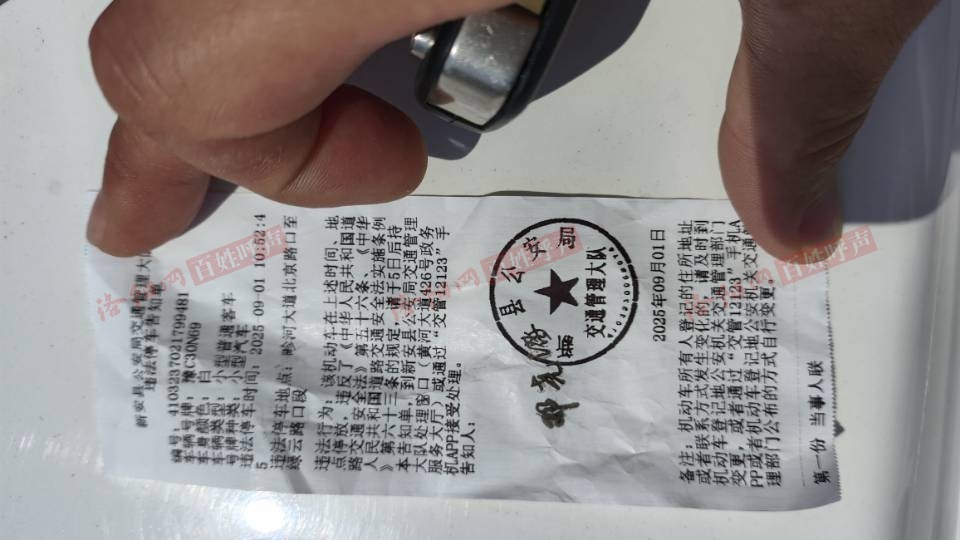 新安县公安局交通管理大队
违法停车告知单
编号：4103231702179948​1
车辆号牌：豫C30N69
车身颜色：白
车辆类型：小型普通客车
号牌种类：小型汽车
违法停车时间：2025-09-01 10:52:4
5
违法停车地点：畛河大道北京路口至
绿云路口段
违法行为：该机动车在上述时间、地
点停放，违反了《中华人民共和国道
路交通安全法》第五十六条、《中华
人民共和国道路交通安全法实施条例
》第六十三条的规定，请于5日后持
本告知单，到新安县公安局交通管理
大队处理窗口（黄河大道426号政务
服务大厅）或通过“交管12123”手
机APP接受处理。
告知人：
交通管理大队
2025年09月01日
备注：机动车所有人登记的住所地址
或者联系方式发生变化的，请及时到
机动车登记地公安机关交通管理部门
变更，或者通过“交管12123”手机A
PP或者机动车登记地公安机关交通管
理部门公布的方式自行变更。
第一份 当事人联
百姓呼声
百姓呼声
百姓呼声